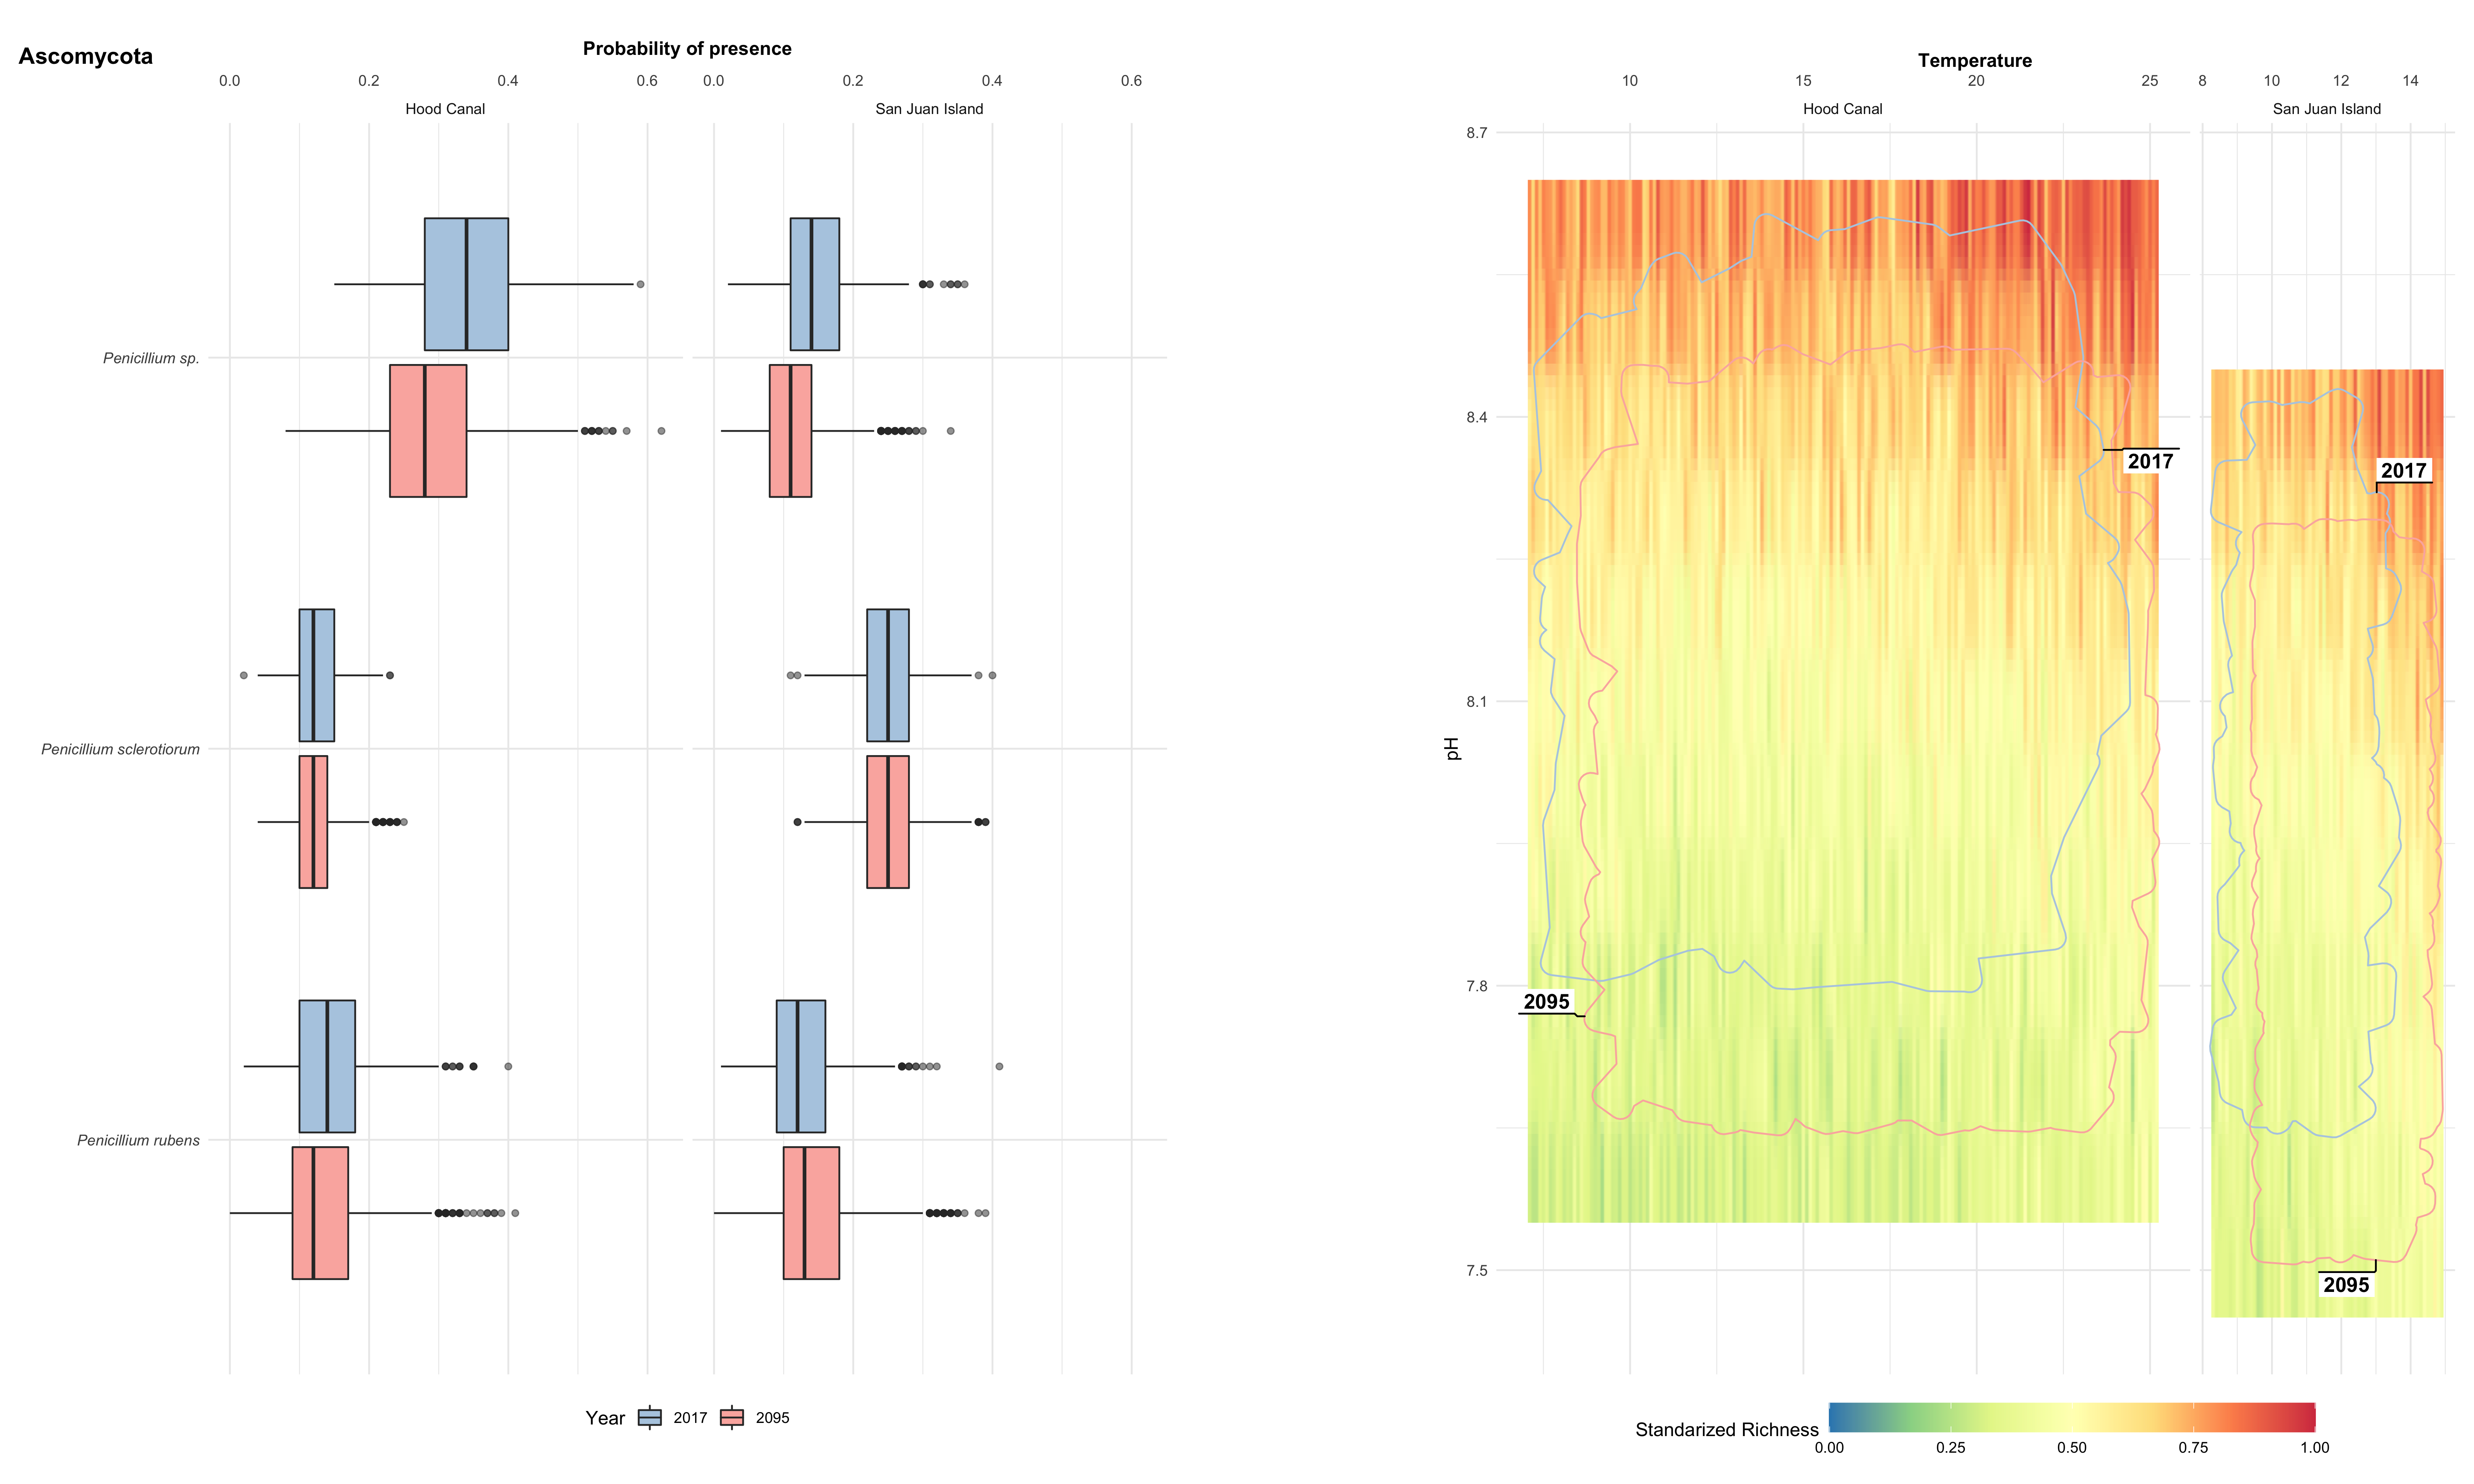 Ascomycota
Probability of presence
0.0 0.2 0.4 0.6 0.0 0.2 0.4 0.6
Hood Canal San Juan Island
Penicillium sp.
Penicillium sclerotiorum
Penicillium rubens
Year 2017 2095
Temperature
10 15 20 25 8 10 12 14
Hood Canal San Juan Island
pH
8.7
8.4
8.1
7.8
7.5
2017
2017
2095
2095
Standarized Richness
0.00 0.25 0.50 0.75 1.00